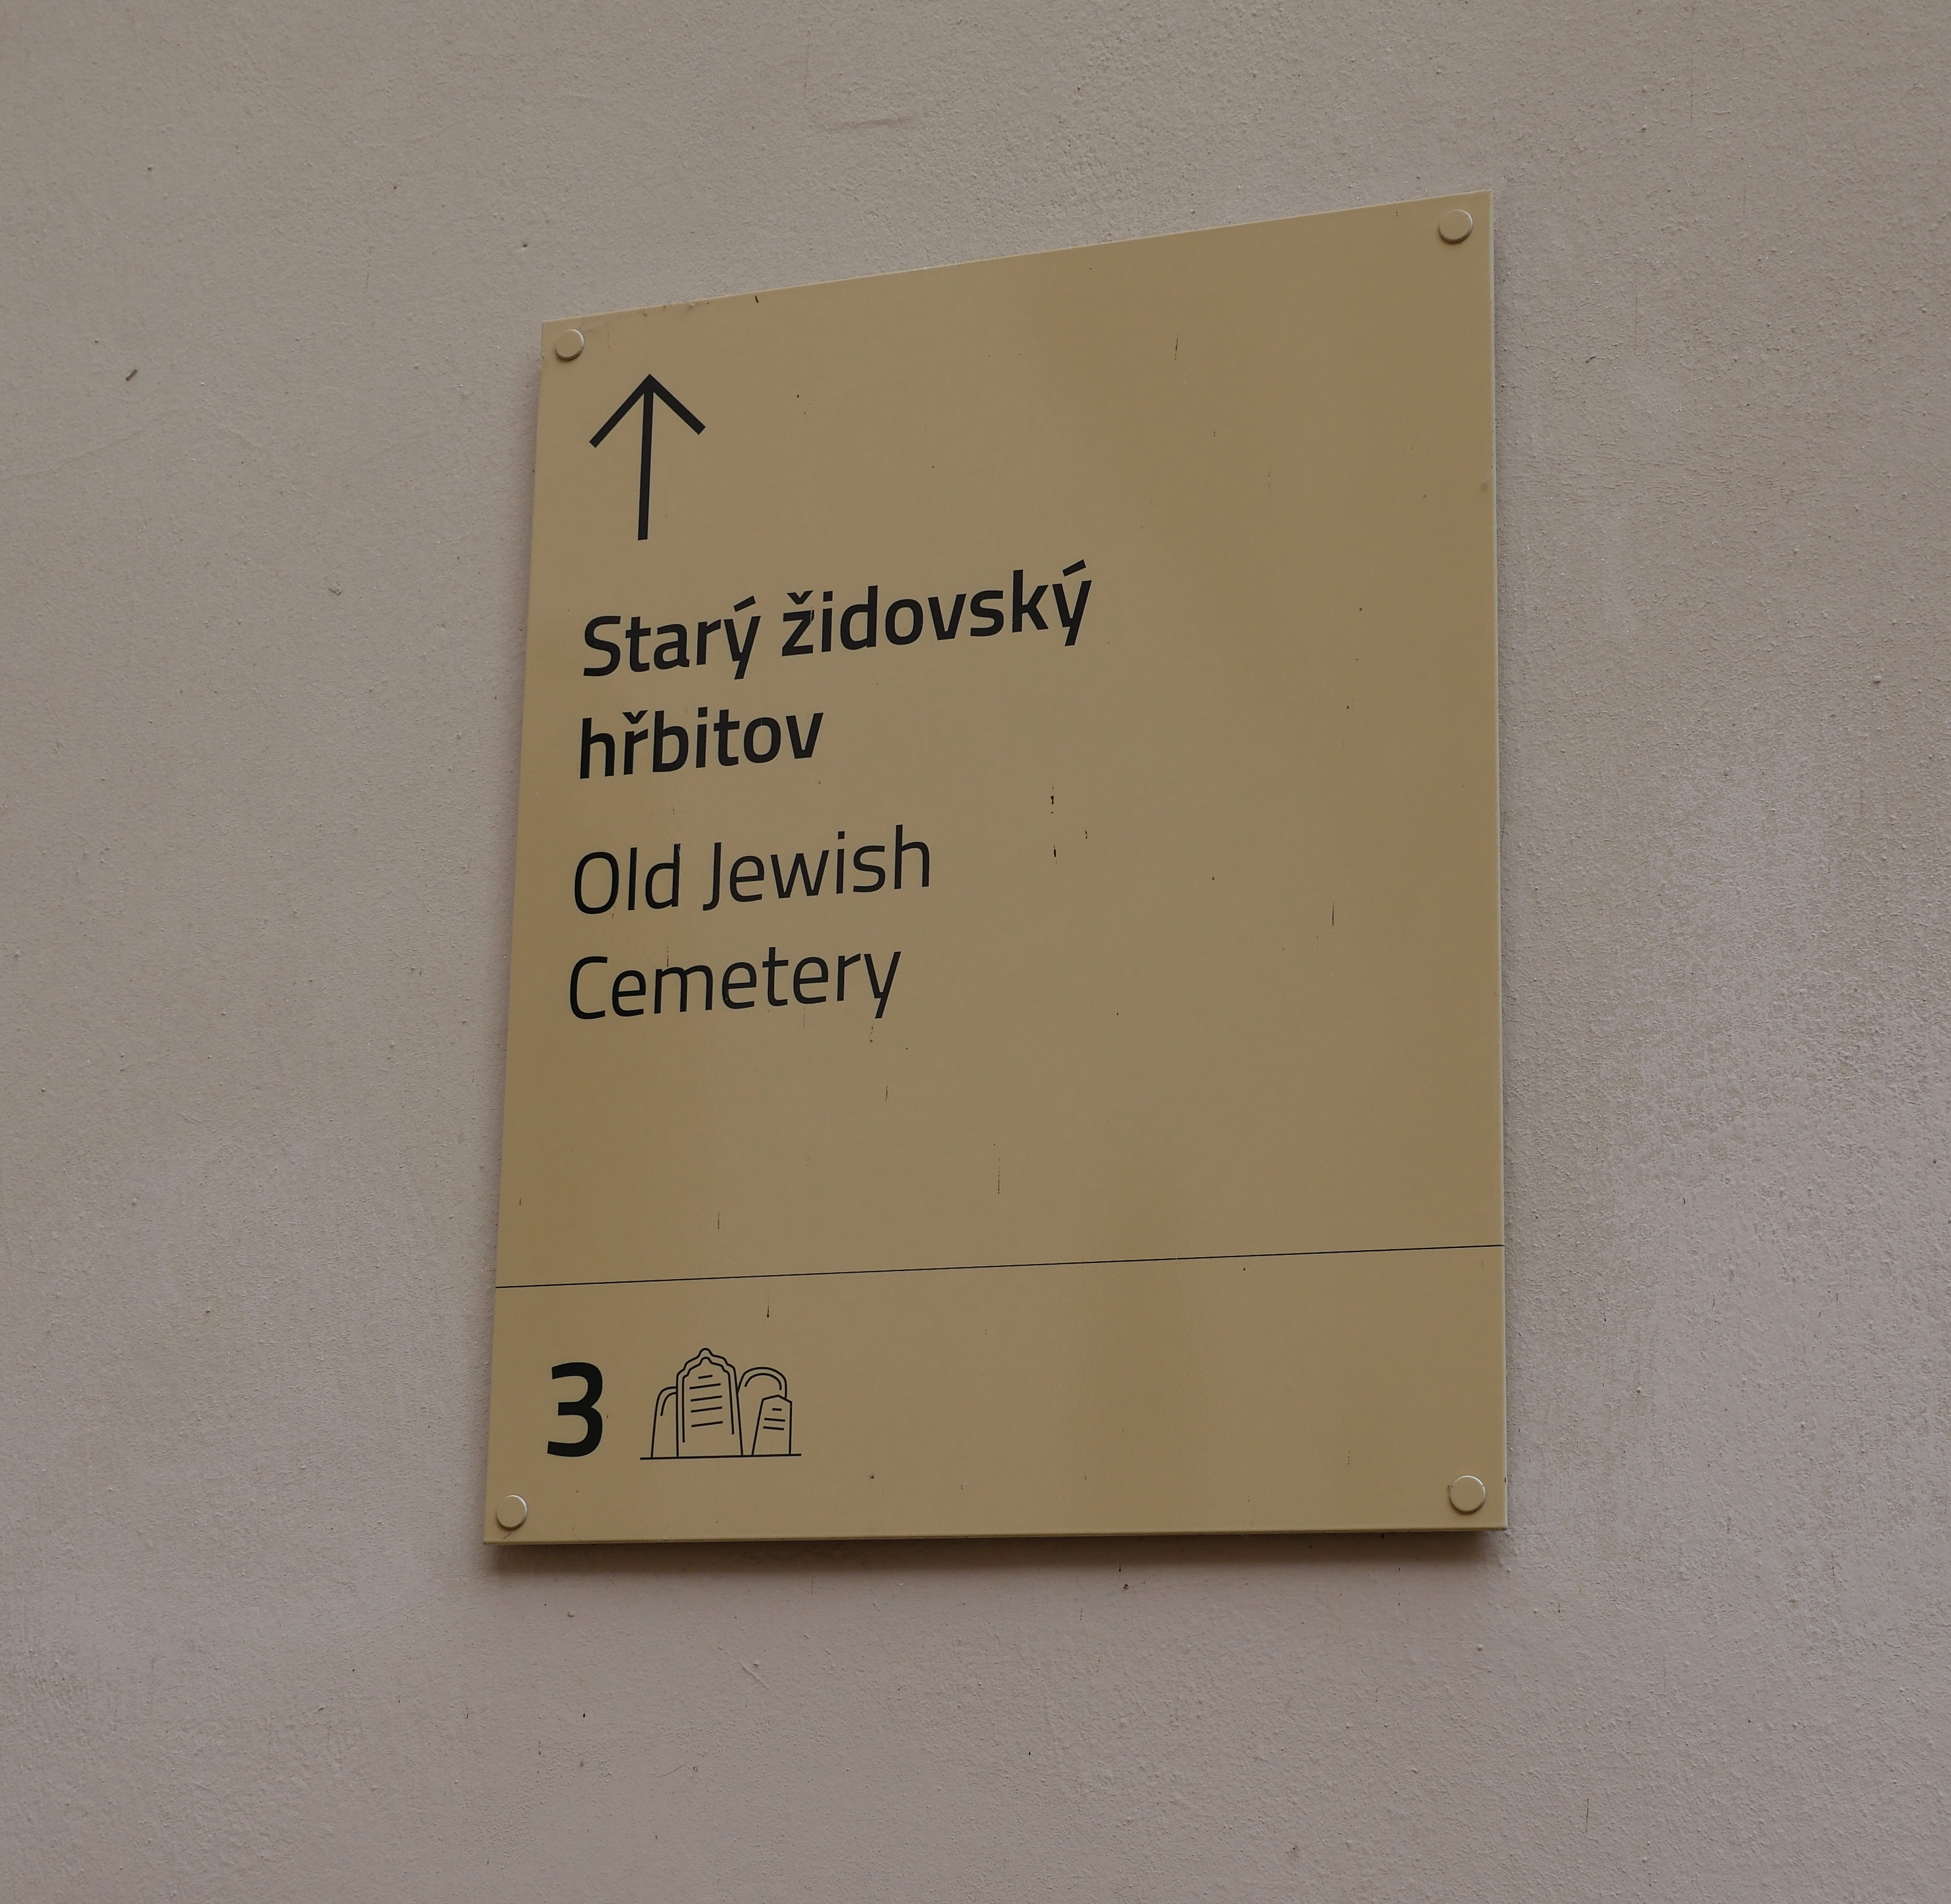 Starý židovský
hřbitov
Old Jewish
Cemetery
3